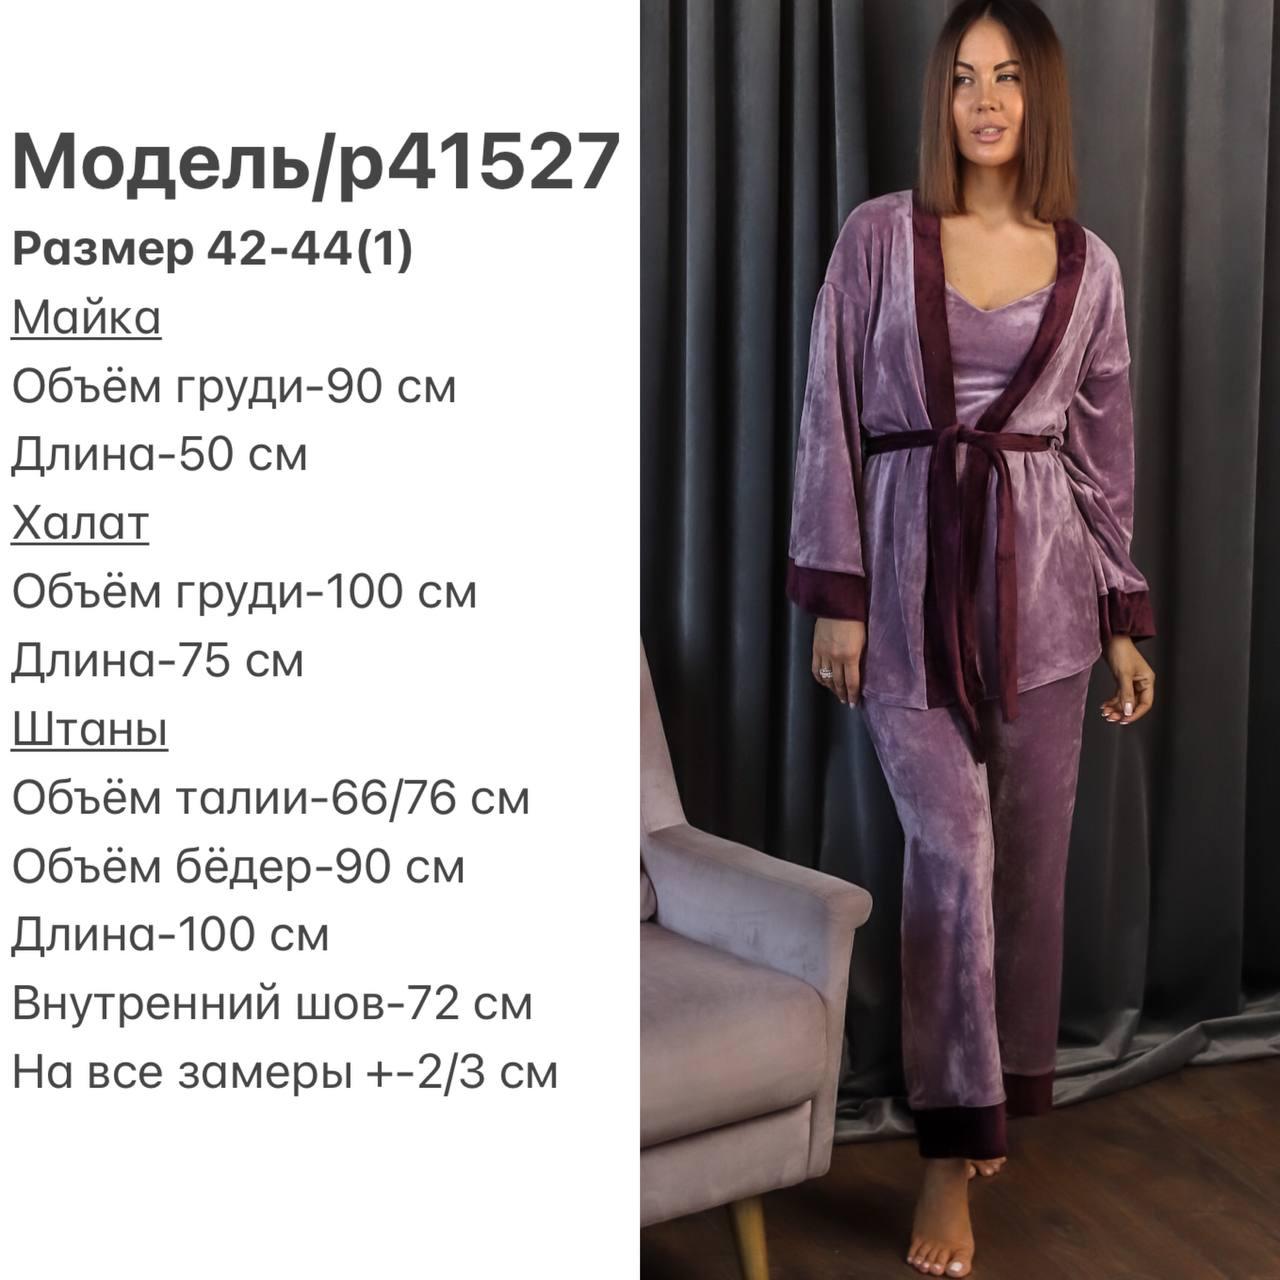 Модель/р41527
Размер 42-44(1)
Майка
Объём груди-90 см
Длина-50 см
Халат
Объём груди-100 см
Длина-75 см
Штаны
Объём талии-66/76 см
Объём бёдер-90 см
Длина-100 см
Внутренний шов-72 см
На все замеры +-2/3 см